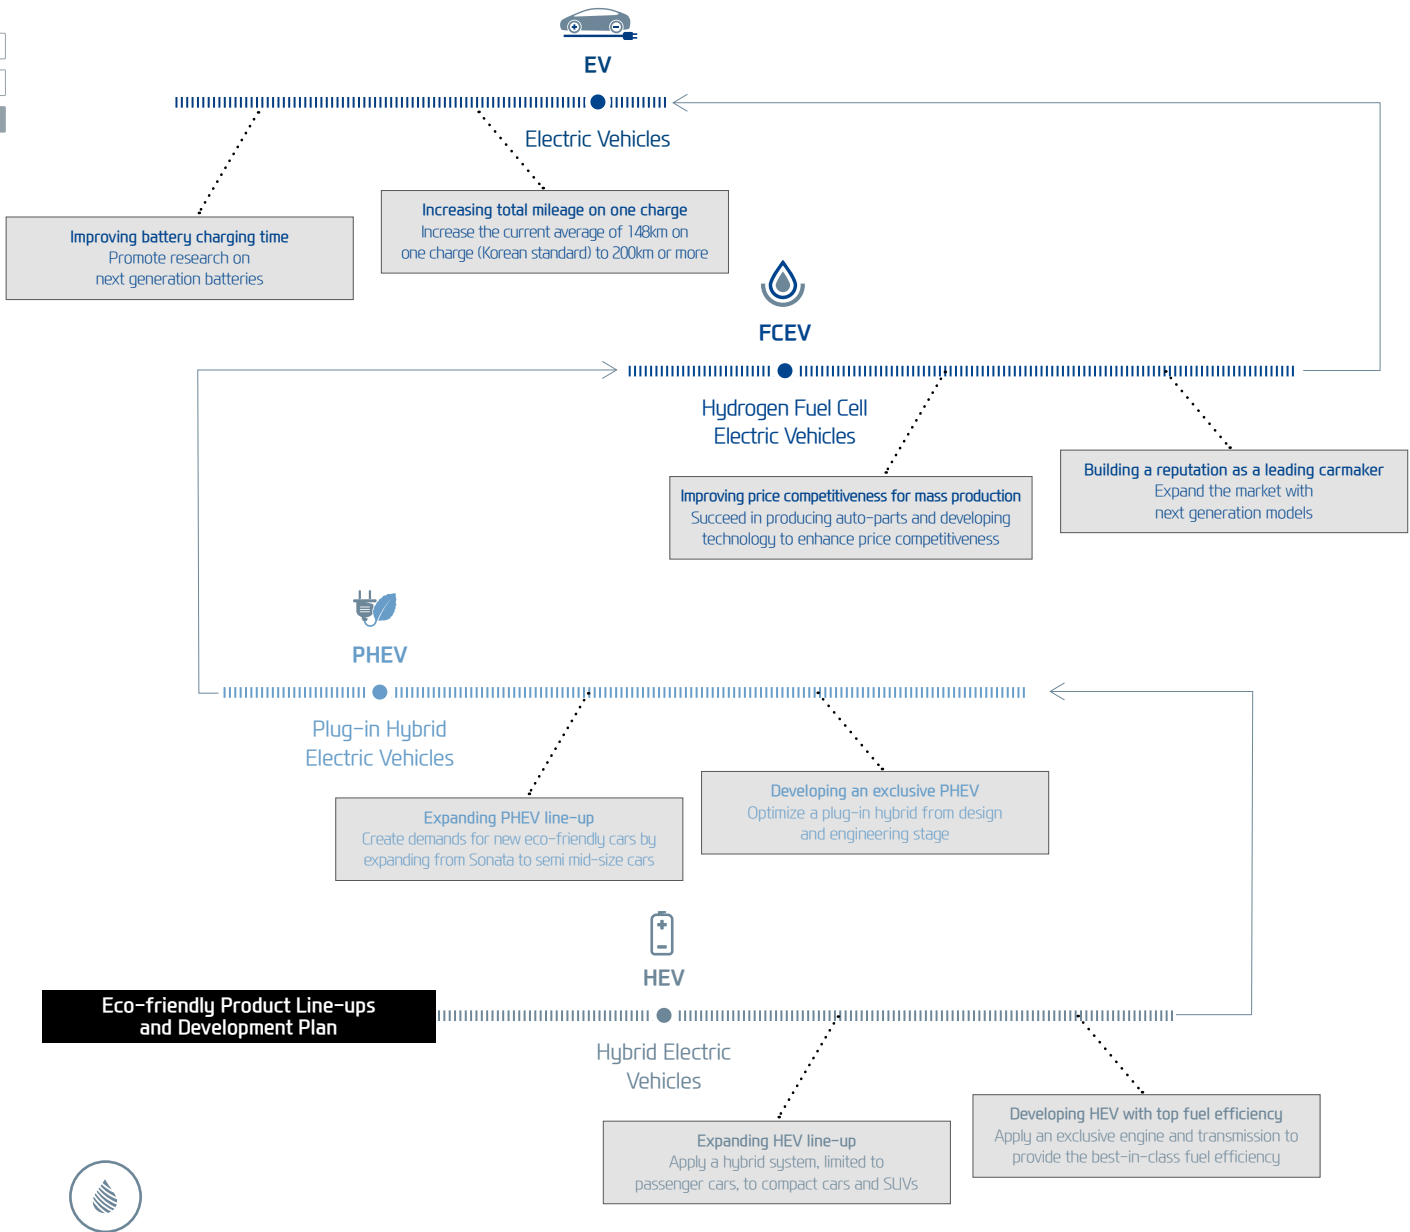 EV
Electric Vehicles
Improving battery charging time
Promote research on
next generation batteries
Increasing total mileage on one charge
Increase the current average of 148km on
one charge (Korean standard) to 200km or more
FCEV
Hydrogen Fuel Cell
Electric Vehicles
Improving price competitiveness for mass production
Succeed in producing auto-parts and developing
technology to enhance price competitiveness
Building a reputation as a leading carmaker
Expand the market with
next generation models
PHEV
Plug-in Hybrid
Electric Vehicles
Expanding PHEV line-up
Create demands for new eco-friendly cars by
expanding from Sonata to semi mid-size cars
Developing an exclusive PHEV
Optimize a plug-in hybrid from design
and engineering stage
HEV
Eco-friendly Product Line-ups
and Development Plan
Hybrid Electric
Vehicles
Expanding HEV line-up
Apply a hybrid system, limited to
passenger cars, to compact cars and SUVs
Developing HEV with top fuel efficiency
Apply an exclusive engine and transmission to
provide the best-in-class fuel efficiency